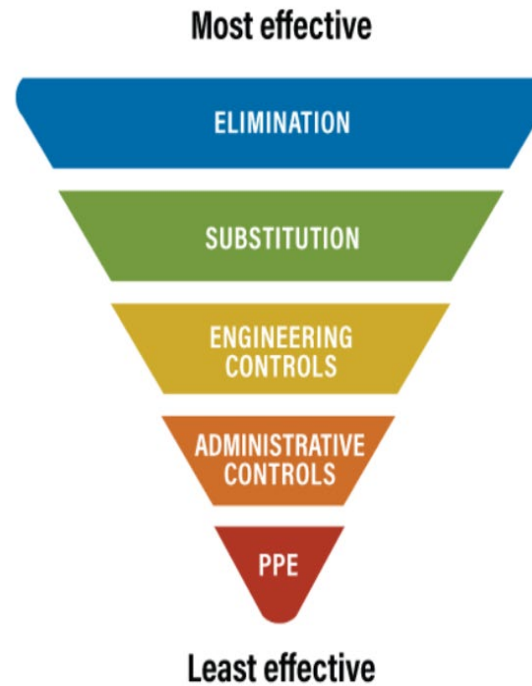 Most effective
ELIMINATION
SUBSTITUTION
ENGINEERING
CONTROLS
ADMINISTRATIVE
CONTROLS
PPE
Least effective